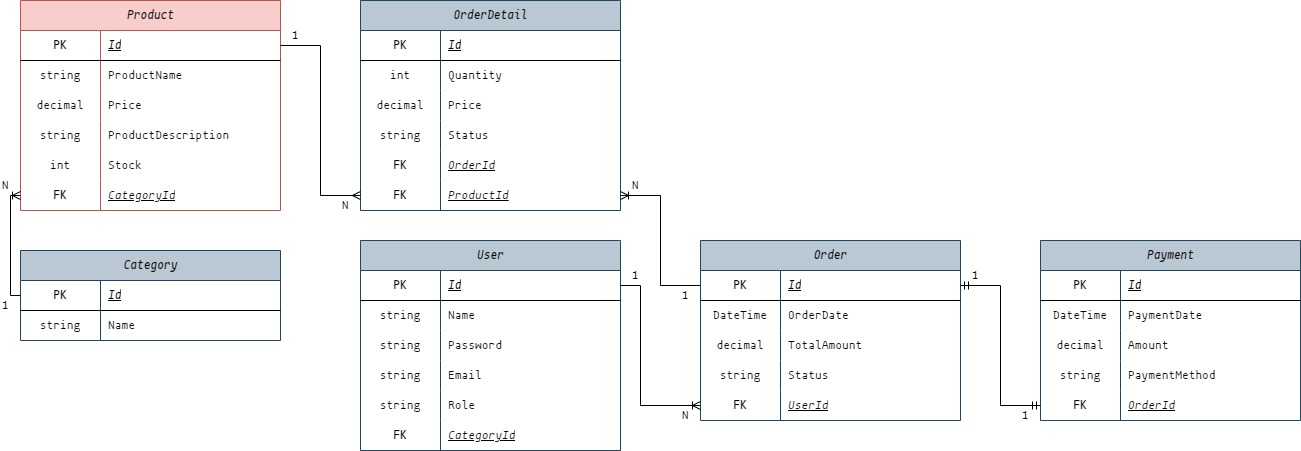 Product
PK Id
string ProductName
decimal Price
string ProductDescription
int Stock
FK CategoryId
1
N
N
1
OrderDetail
PK Id
int Quantity
decimal Price
string Status
FK OrderId
FK ProductId
N
1
Category
PK Id
string Name
User
PK Id
string Name
string Password
string Email
string Role
FK CategoryId
1
N
Order
PK Id
DateTime OrderDate
decimal TotalAmount
string Status
FK UserId
1
1
Payment
PK Id
DateTime PaymentDate
decimal Amount
string PaymentMethod
FK OrderId